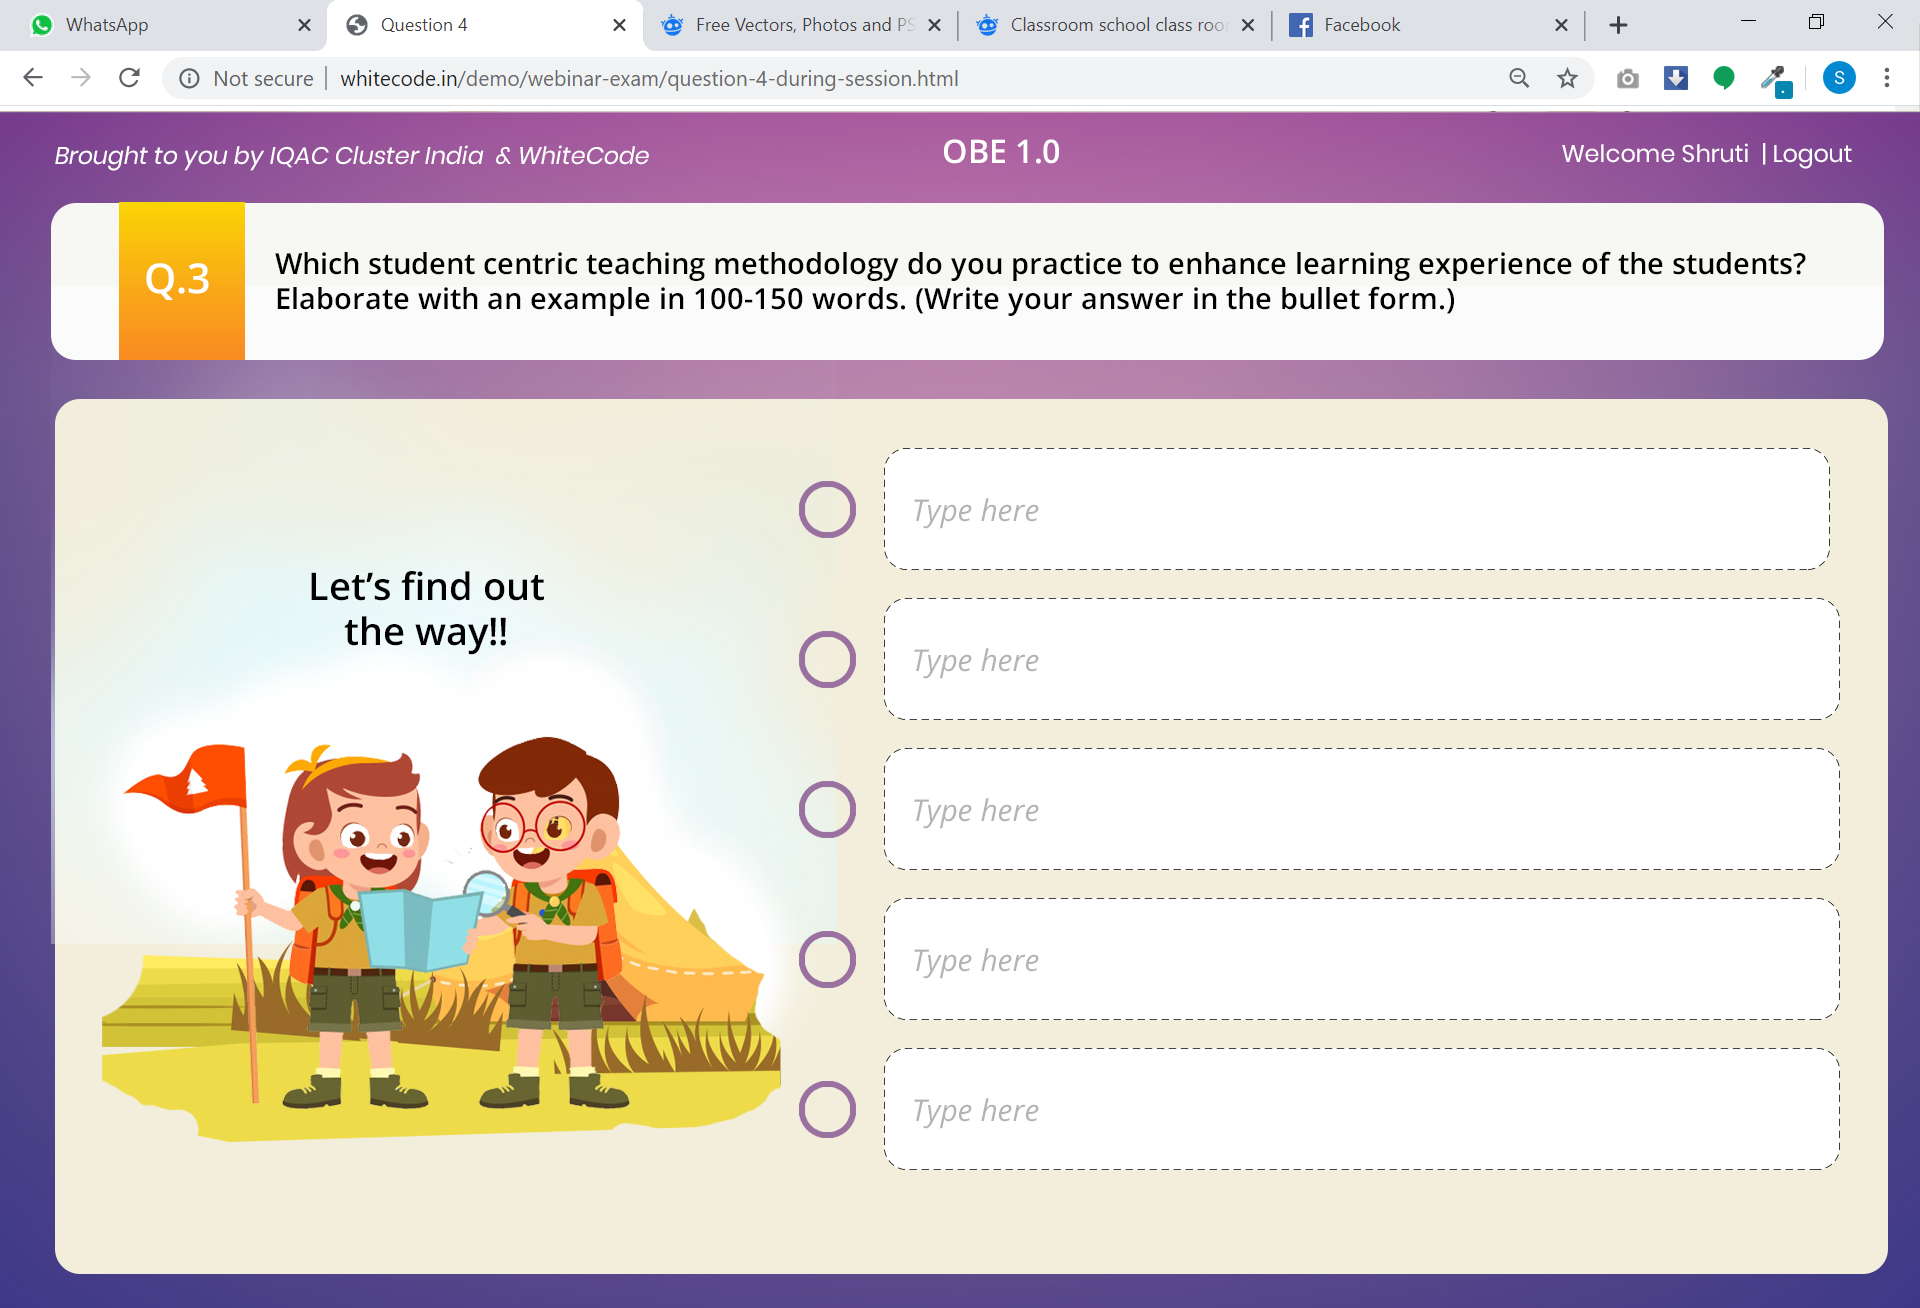 WhatsApp
Question 4
Free Vectors, Photos and PS
Classroom school class roo
Facebook
Not secure
whitecode.in/demo/webinar-exam/question-4-during-session.html
S
Brought to you by IQAC Cluster India & WhiteCode
OBE 1.0
Welcome Shruti | Logout
Q.3
Which student centric teaching methodology do you practice to enhance learning experience of the students?
Elaborate with an example in 100-150 words. (Write your answer in the bullet form.)
Let's find out
the way!!
Type here
Type here
Type here
Type here
Type here